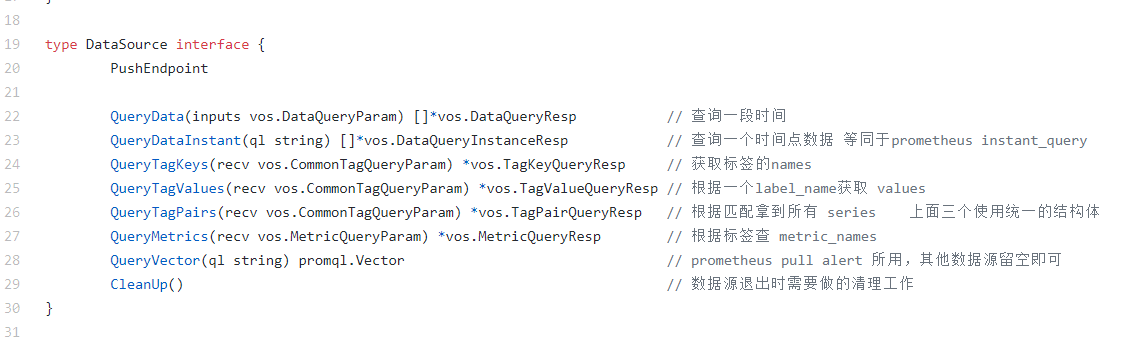 18
19 type DataSource interface {
20 PushEndpoint
21
22 QueryData(inputs vos.DataQueryParam) []*vos.DataQueryResp // 查询一段时间
23 QueryDataInstant(ql string) []*vos.DataQueryInstanceResp // 查询一个时间点数据 等同于prometheus instant_query
24 QueryTagKeys(recv vos.CommonTagQueryParam) *vos.TagKeyQueryResp // 获取标签的names
25 QueryTagValues(recv vos.CommonTagQueryParam) *vos.TagValueQueryResp // 根据一个label_name获取 values
26 QueryTagPairs(recv vos.CommonTagQueryParam) *vos.TagPairQueryResp // 根据匹配拿到所有 series 上面三个使用统一的结构体
27 QueryMetrics(recv vos.MetricQueryParam) *vos.MetricQueryResp // 根据标签查 metric_names
28 QueryVector(ql string) promql.Vector // prometheus pull alert 所用，其他数据源留空即可
29 CleanUp() // 数据源退出时需要做的清理工作
30 }
31